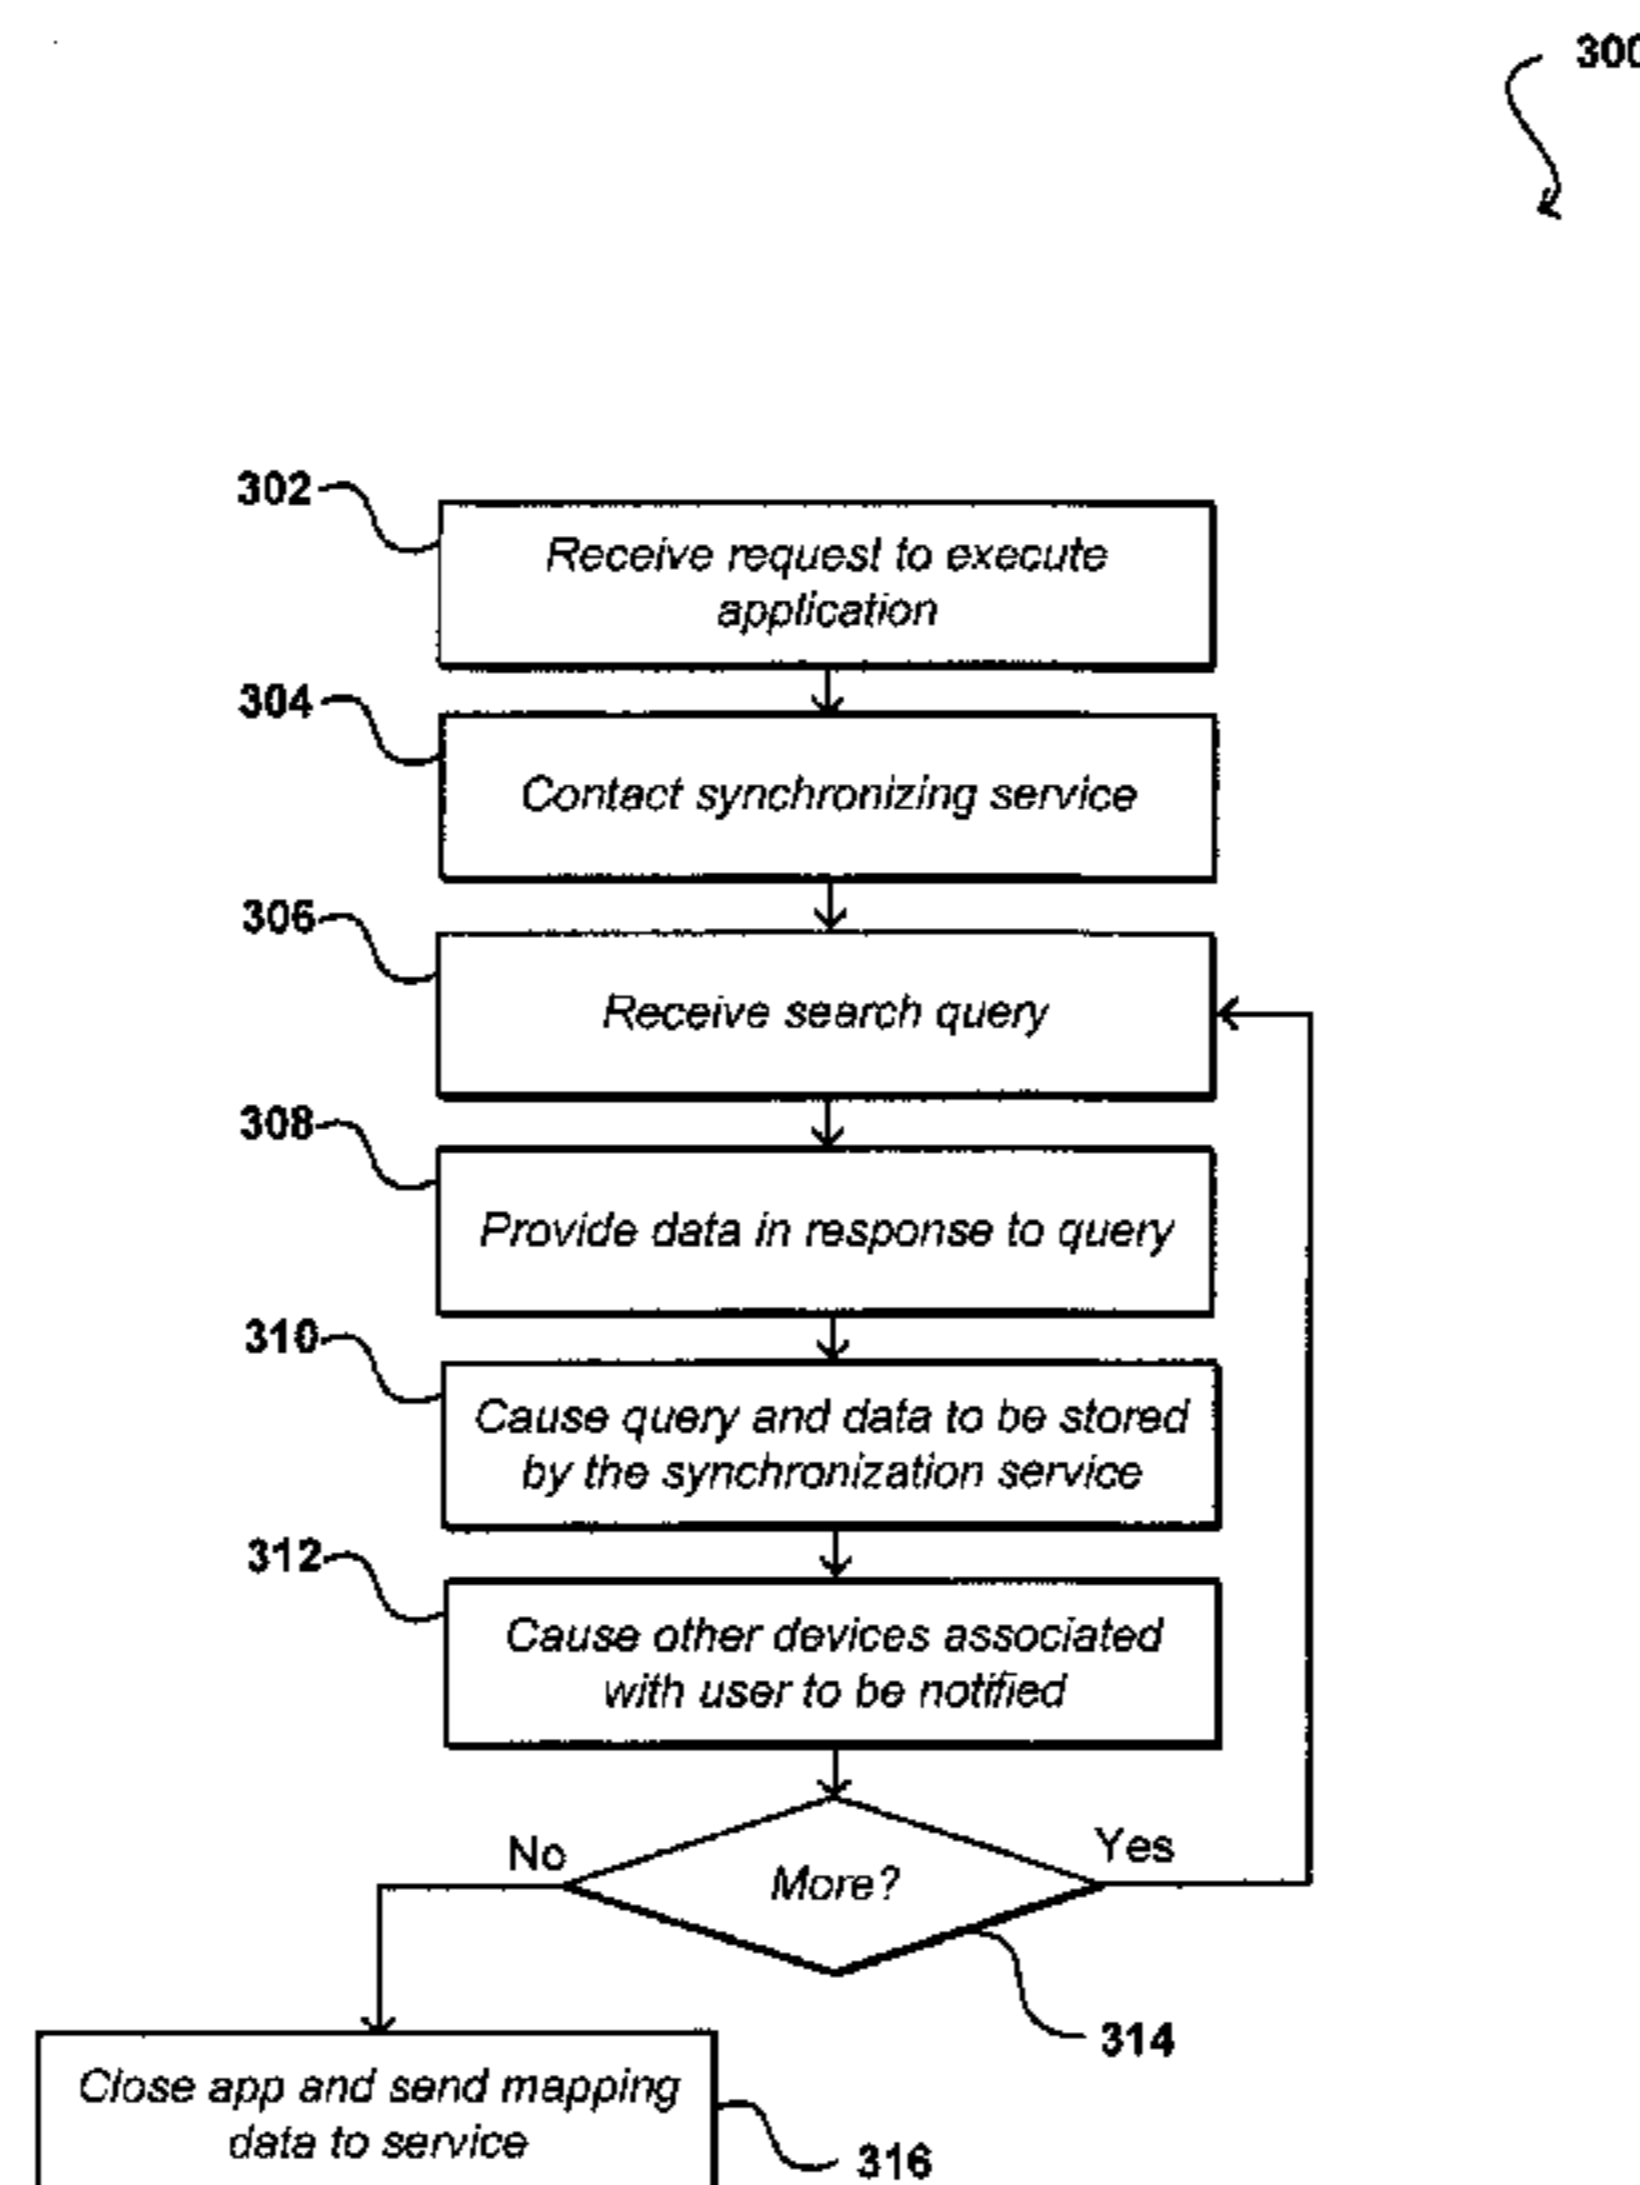 300
302
Receive request to execute
application
304
Contact synchronizing service
306
Receive search query
308
Provide data in response to query
310
Cause query and data to be stored
by the synchronization service
312
Cause other devices associated
with user to be notified
No
More?
Yes
314
Close app and send mapping
data to service
316